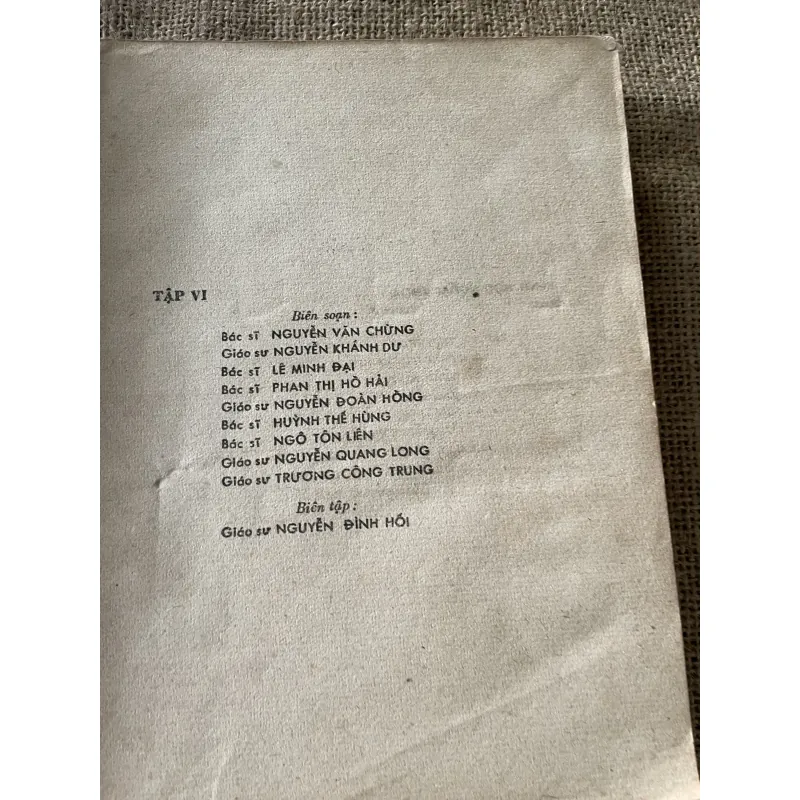 TẬP VI
Biên soạn :
Bác sĩ NGUYỄN VĂN CHỪNG
Giáo sư NGUYỄN KHÁNH DƯ
Bác sĩ LÊ MINH ĐẠI
Bác sĩ PHAN THỊ HỒ HẢI
Giáo sư NGUYỄN ĐOÀN HỒNG
Bác sĩ HUỲNH THẾ HÙNG
Bác sĩ NGÔ TÔN LIÊN
Giáo sư NGUYỄN QUANG LONG
Giáo sư TRƯƠNG CÔNG TRUNG
Biên tập :
Giáo sư NGUYỄN ĐÌNH HỐI